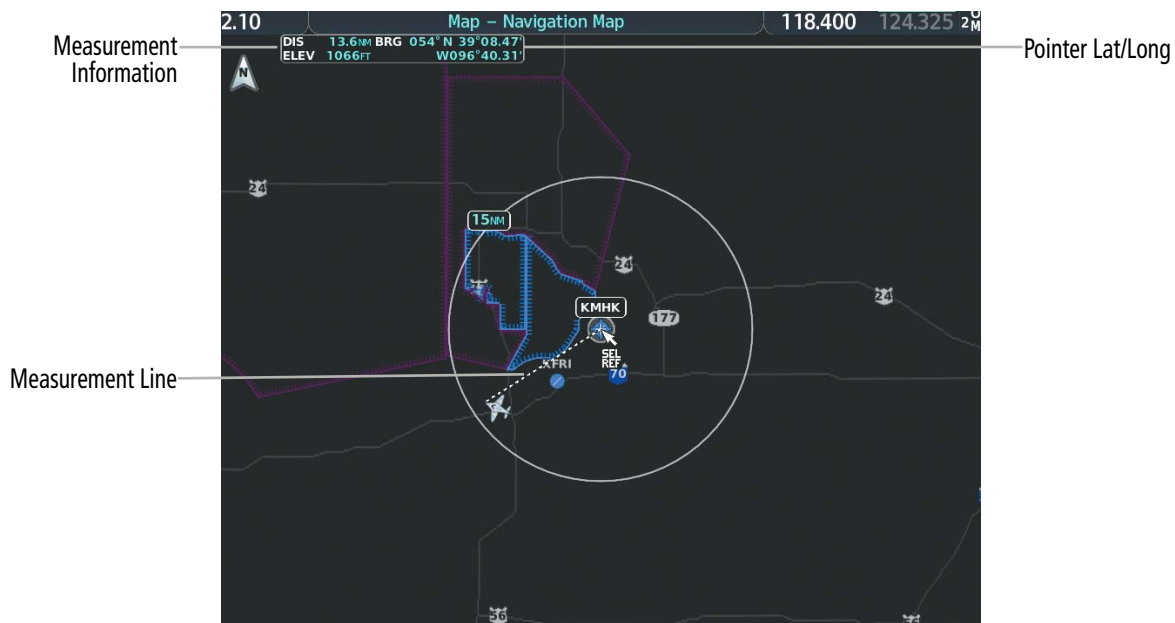 2.10 Map – Navigation Map 118.400 124.325 2
Measurement Information
DIS 13.6NM BRG 054° N 39°08.47'
ELEV 1066FT W096°40.31'
Pointer Lat/Long
N
24
15NM
24
24
KMHK
177
SEL
REF
KFRI
70
Measurement Line
56